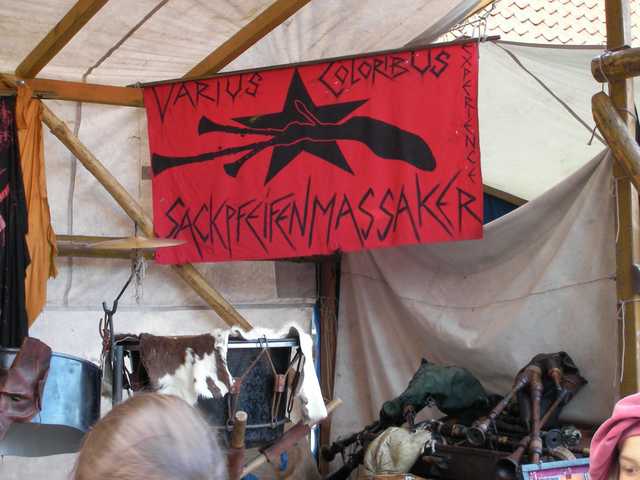 VARIUS COLORIBUS
EXPERIENCE
SACKPFEIFENMASSAKER